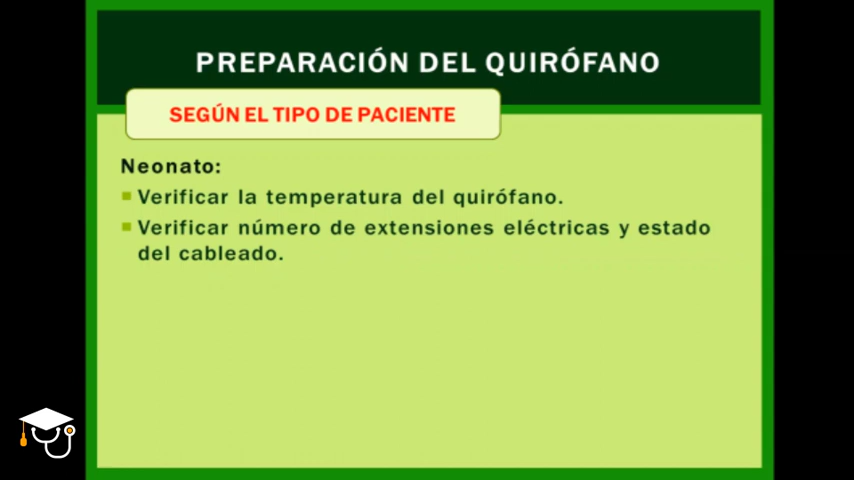 PREPARACIÓN DEL QUIRÓFANO
SEGÚN EL TIPO DE PACIENTE
Neonato:
Verificar la temperatura del quirófano.
Verificar número de extensiones eléctricas y estado
del cableado.